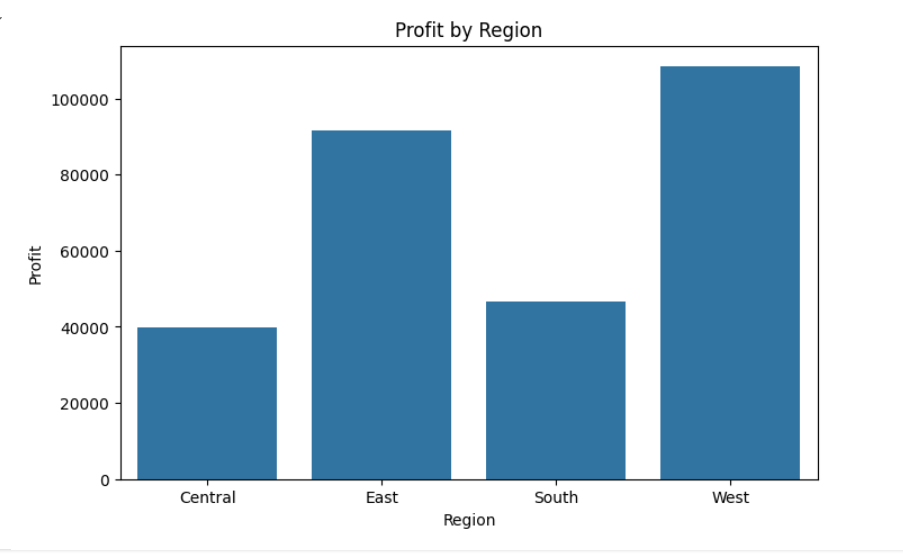 Profit by Region
100000
80000
60000
40000
20000
0
Profit
Central East South West
Region